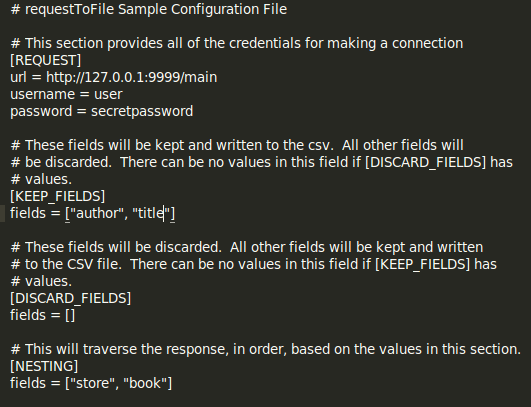 # requestToFile Sample Configuration File
# This section provides all of the credentials for making a connection
[REQUEST]
url = http://127.0.0.1:9999/main
username = user
password = secretpassword
# These fields will be kept and written to the csv.  All other fields will
# be discarded.  There can be no values in this field if [DISCARD_FIELDS] has
# values.
[KEEP_FIELDS]
fields = ["author", "title"]
# These fields will be discarded.  All other fields will be kept and written
# to the CSV file.  There can be no values in this field if [KEEP_FIELDS] has
# values.
[DISCARD_FIELDS]
fields = []
# This will traverse the response, in order, based on the values in this section.
[NESTING]
fields = ["store", "book"]